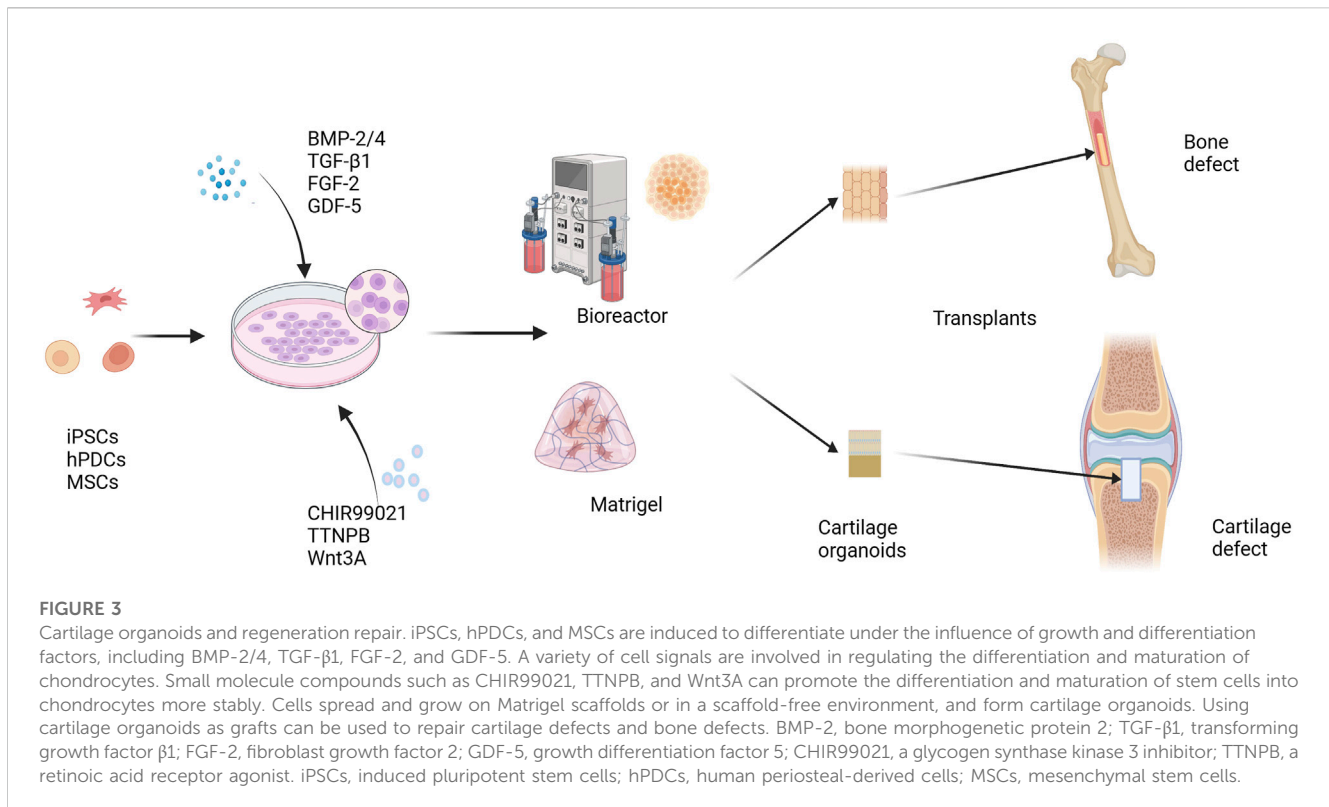 BMP-2/4
TGF-β1
FGF-2
GDF-5
iPSCs
hPDCs
MSCs
CHIR99021
TTNPB
Wnt3A
Bioreactor
Matrigel
Transplants
Cartilage
organoids
Bone
defect
Cartilage
defect
FIGURE 3
Cartilage organoids and regeneration repair. iPSCs, hPDCs, and MSCs are induced to differentiate under the influence of growth and differentiation
factors, including BMP-2/4, TGF-β1, FGF-2, and GDF-5. A variety of cell signals are involved in regulating the differentiation and maturation of
chondrocytes. Small molecule compounds such as CHIR99021, TTNPB, and Wnt3A can promote the differentiation and maturation of stem cells into
chondrocytes more stably. Cells spread and grow on Matrigel scaffolds or in a scaffold-free environment, and form cartilage organoids. Using
cartilage organoids as grafts can be used to repair cartilage defects and bone defects. BMP-2, bone morphogenetic protein 2; TGF-β1, transforming
growth factor β1; FGF-2, fibroblast growth factor 2; GDF-5, growth differentiation factor 5; CHIR99021, a glycogen synthase kinase 3 inhibitor; TTNPB, a
retinoic acid receptor agonist. iPSCs, induced pluripotent stem cells; hPDCs, human periosteal-derived cells; MSCs, mesenchymal stem cells.